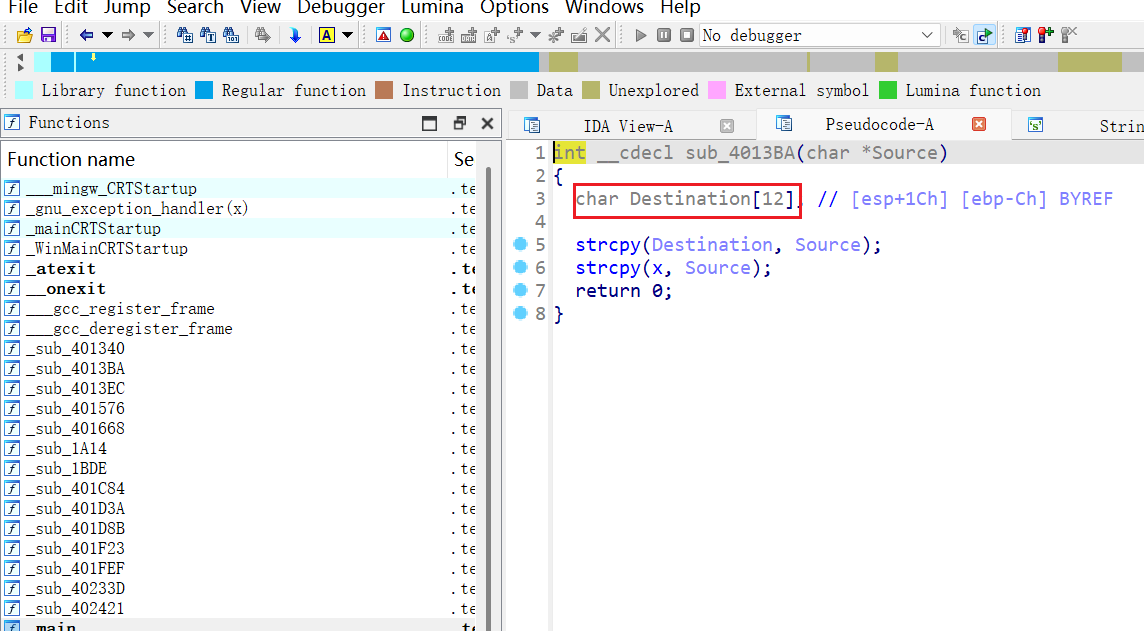 File Edit Jump Search View Debugger Lumina Options Windows Help
No debugger
Library function Regular function Instruction Data Unexplored External symbol Lumina function
Functions
IDA View-A Pseudocode-A Strin
Function name Se
___mingw_CRTStartup .te
_gnu_exception_handler(x) .te
_mainCRTStartup .te
_WinMainCRTStartup .te
_atexit .te
__onexit .te
___gcc_register_frame .te
___gcc_deregister_frame .te
_sub_401340 .te
_sub_4013BA .te
_sub_4013EC .te
_sub_401576 .te
_sub_401668 .te
_sub_1A14 .te
_sub_1BDE .te
_sub_401C84 .te
_sub_401D3A .te
_sub_401D8B .te
_sub_401F23 .te
_sub_401FEF .te
_sub_40233D .te
_sub_402421 .te
_main .te
1 int __cdecl sub_4013BA(char *Source)
2 {
3 char Destination[12]; // [esp+1Ch] [ebp-Ch] BYREF
4
5 strcpy(Destination, Source);
6 strcpy(x, Source);
7 return 0;
8 }